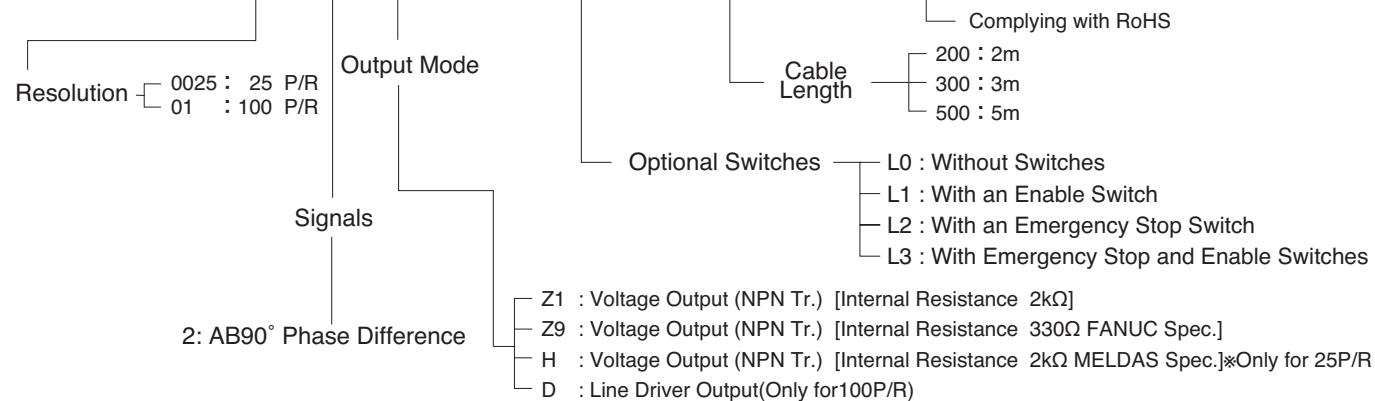 Complying with RoHS
Cable
Length
200：2m
300：3m
500：5m
Output Mode
Resolution
0025： 25 P/R
01 ：100 P/R
Optional Switches
L0 : Without Switches
L1 : With an Enable Switch
L2 : With an Emergency Stop Switch
L3 : With Emergency Stop and Enable Switches
Signals
2: AB90˚ Phase Difference
Z1 : Voltage Output (NPN Tr.) [Internal Resistance 2kΩ]
Z9 : Voltage Output (NPN Tr.) [Internal Resistance 330Ω FANUC Spec.]
H : Voltage Output (NPN Tr.) [Internal Resistance 2kΩ MELDAS Spec.]※Only for 25P/R
D : Line Driver Output(Only for100P/R)